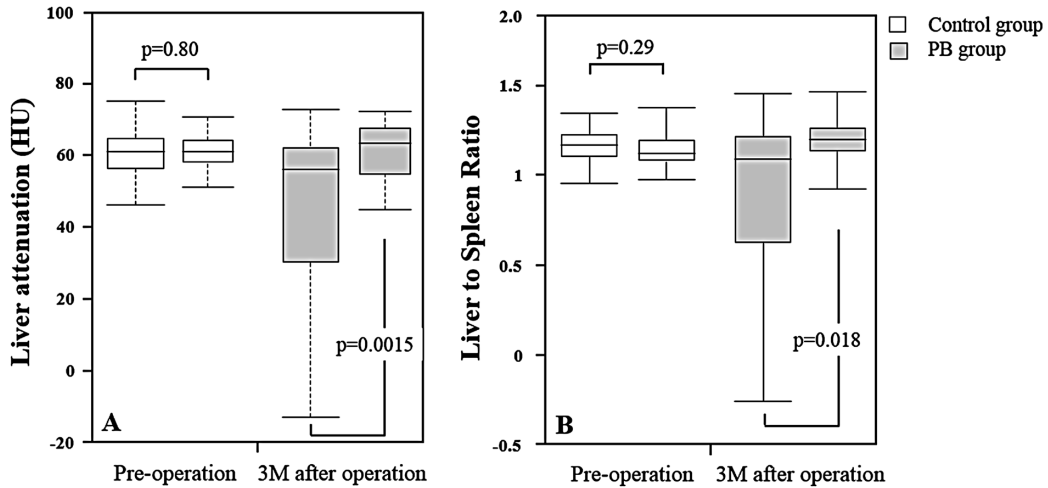 Liver attenuation (HU)
100
80
60
40
20
0
-20
p=0.80
p=0.0015
A
Pre-operation
3M after operation
Liver to Spleen Ratio
2.0
1.5
1
0.5
0
-0.5
p=0.29
p=0.018
B
Pre-operation
3M after operation
Control group
PB group